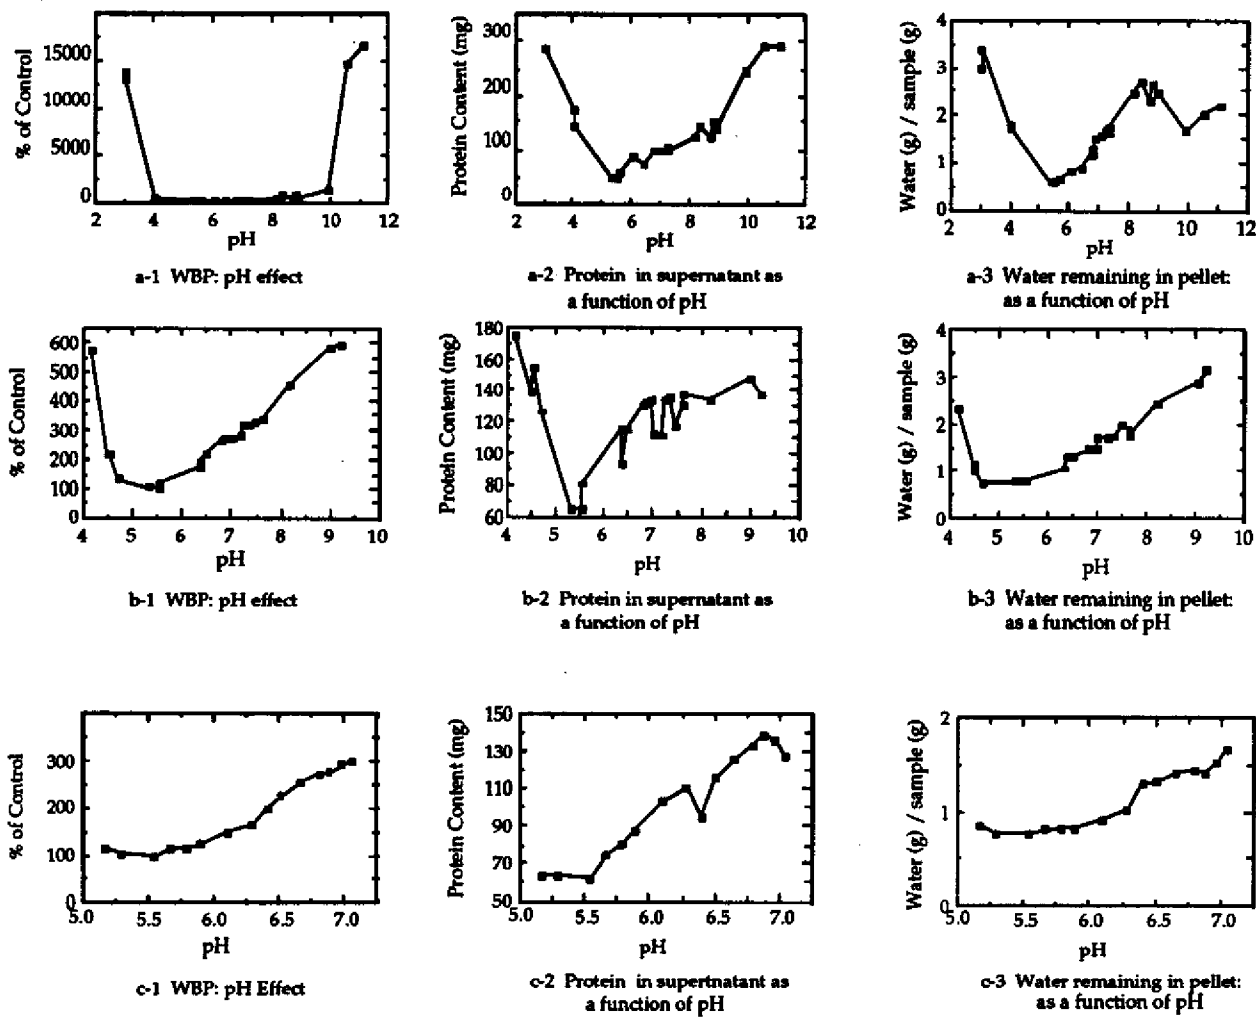 % of Control
15000
10000
5000
0
2 4 6 8 10 12
pH
a-1 WBP: pH effect
Protein Content (mg)
300
200
100
0
2 4 6 8 10 12
pH
a-2 Protein in supernatant as
a function of pH
Water (g) / sample (g)
4
3
2
1
0
2 4 6 8 10 12
pH
a-3 Water remaining in pellet:
as a function of pH
% of Control
600
500
400
300
200
100
0
4 5 6 7 8 9 10
pH
b-1 WBP: pH effect
Protein Content (mg)
180
160
140
120
100
80
60
4 5 6 7 8 9 10
pH
b-2 Protein in supernatant as
a function of pH
Water (g) / sample (g)
4
3
2
1
0
4 5 6 7 8 9 10
pH
b-3 Water remaining in pellet:
as a function of pH
% of Control
300
200
100
0
5.0 5.5 6.0 6.5 7.0
pH
c-1 WBP: pH Effect
Protein Content (mg)
150
130
110
90
70
50
5.0 5.5 6.0 6.5 7.0
pH
c-2 Protein in supertnatant as
a function of pH
Water (g) / sample (g)
2
1
0
5.0 5.5 6.0 6.5 7.0
pH
c-3 Water remaining in pellet:
as a function of pH